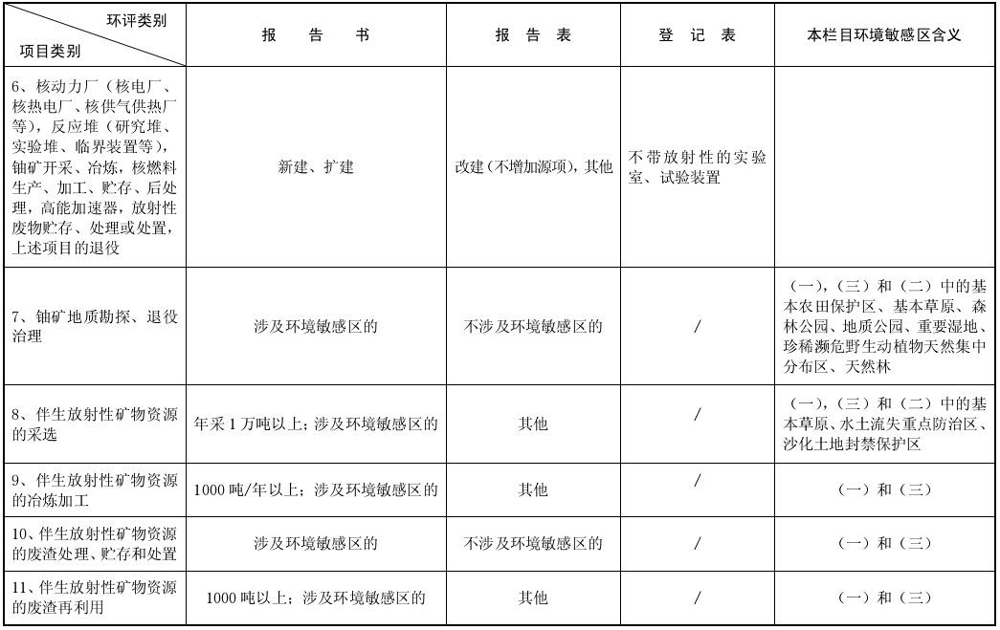 环评类别
项目类别
报　告　书
报　告　表
登　记　表
本栏目环境敏感区含义
6、核动力厂（核电厂、
核热电厂、核供气供热厂
等），反应堆（研究堆、
实验堆、临界装置等），
铀矿开采、冶炼，核燃料
生产、加工、贮存、后处
理，高能加速器，放射性
废物贮存、处理或处置，
上述项目的退役
新建、扩建
改建（不增加源项），其他
不带放射性的实验
室、试验装置
7、铀矿地质勘探、退役
治理
涉及环境敏感区的
不涉及环境敏感区的
/
（一），（三）和（二）中的基
本农田保护区、基本草原、森
林公园、地质公园、重要湿地、
珍稀濒危野生动植物天然集中
分布区、天然林
8、伴生放射性矿物资源
的采选
年采1万吨以上；涉及环境敏感区的
其他
/
（一），（三）和（二）中的基
本草原、水土流失重点防治区、
沙化土地封禁保护区
9、伴生放射性矿物资源
的冶炼加工
1000吨/年以上；涉及环境敏感区的
其他
/
（一）和（三）
10、伴生放射性矿物资源
的废渣处理、贮存和处置
涉及环境敏感区的
不涉及环境敏感区的
/
（一）和（三）
11、伴生放射性矿物资源
的废渣再利用
1000吨以上；涉及环境敏感区的
其他
/
（一）和（三）